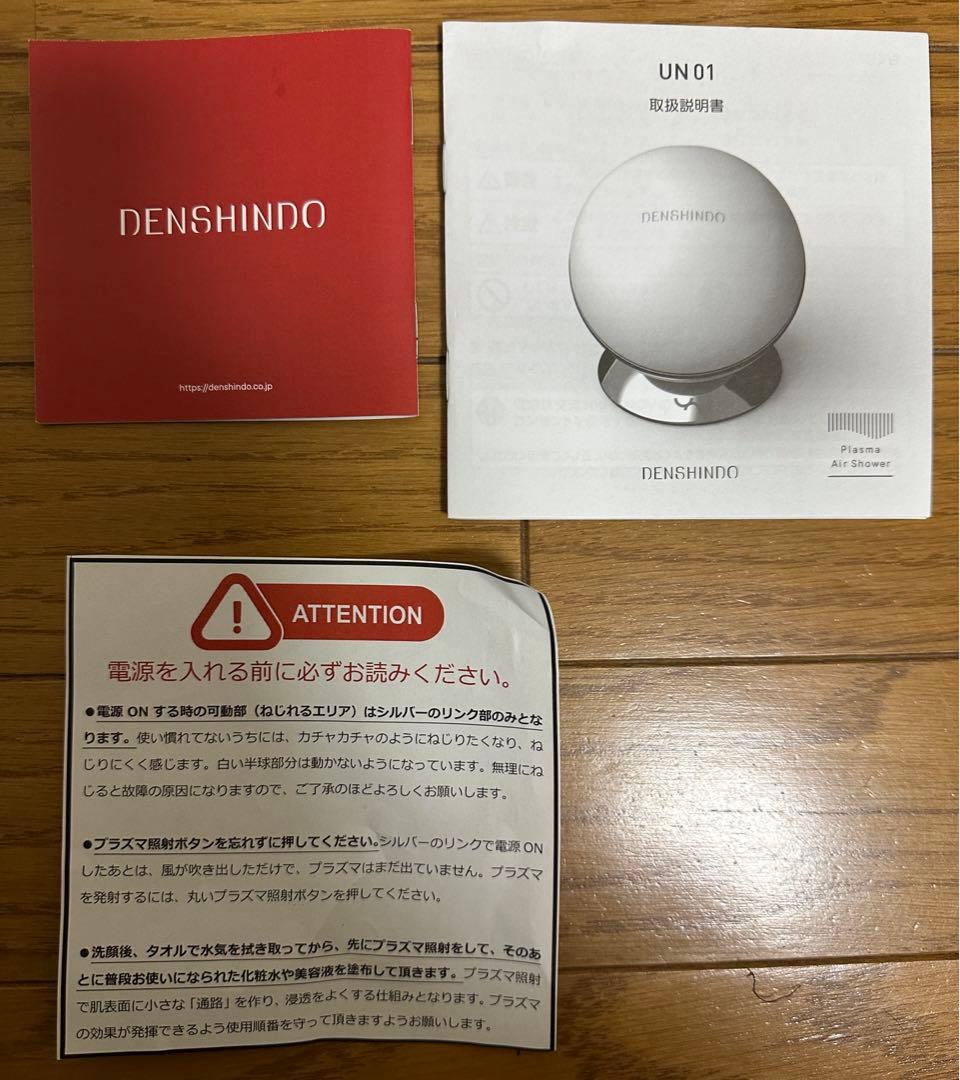 DENSHINDO
https://denshindo.co.jp
UN 01
取扱説明書
DENSHINDO
DENSHINDO
Plasma
Air Shower
! ATTENTION
電源を入れる前に必ずお読みください。
●電源 ON する時の可動部（ねじれるエリア）はシルバーのリンク部のみとな
ります。使い慣れてないうちには、カチャカチャのようにねじりたくなり、ね
じりにくく感じます。白い半球部分は動かないようになっています。無理にね
じると故障の原因になりますので、ご了承のほどよろしくお願いします。
●プラズマ照射ボタンを忘れずに押してください。シルバーのリンクで電源 ON
したあとは、風が吹き出しただけで、プラズマはまだ出ていません。プラズマ
を発射するには、丸いプラズマ照射ボタンを押してください。
●洗顔後、タオルで水気を拭き取ってから、先にプラズマ照射をして、そのあ
とに普段お使いになられた化粧水や美容液を塗布して頂きます。プラズマ照射
で肌表面に小さな「通路」を作り、浸透をよくする仕組みとなります。プラズマ
の効果が発揮できるよう使用順番を守って頂きますようお願いします。